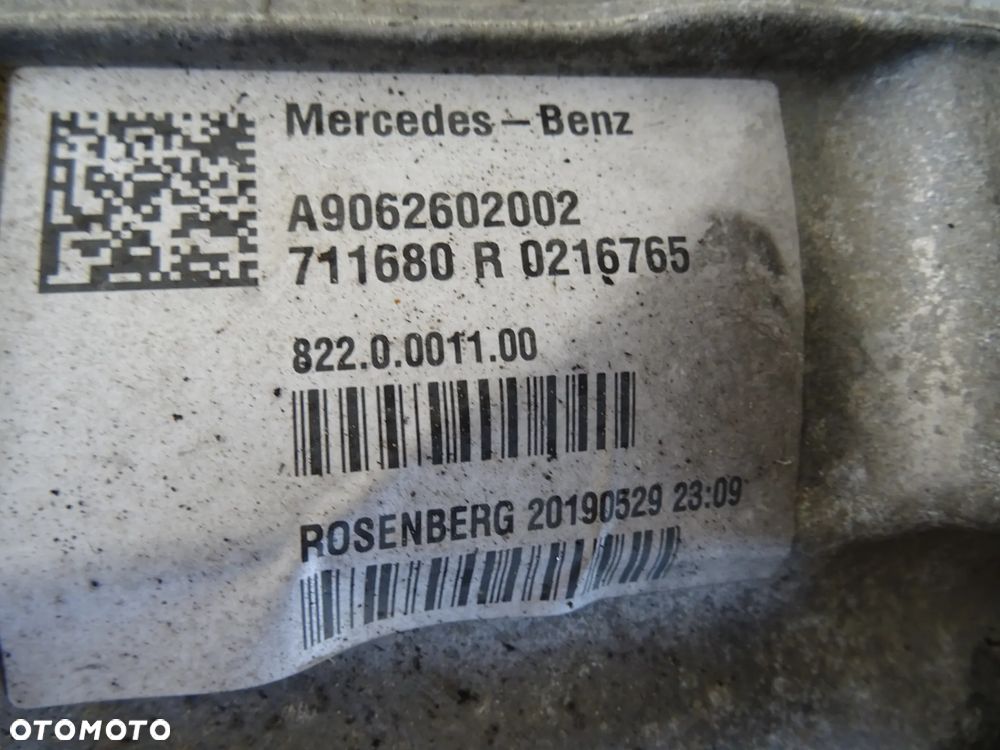 Mercedes-Benz
A9062602002
711680 R 0216765
822.0.0011.00
ROSENBERG 20190529 23:09
OTOMOTO